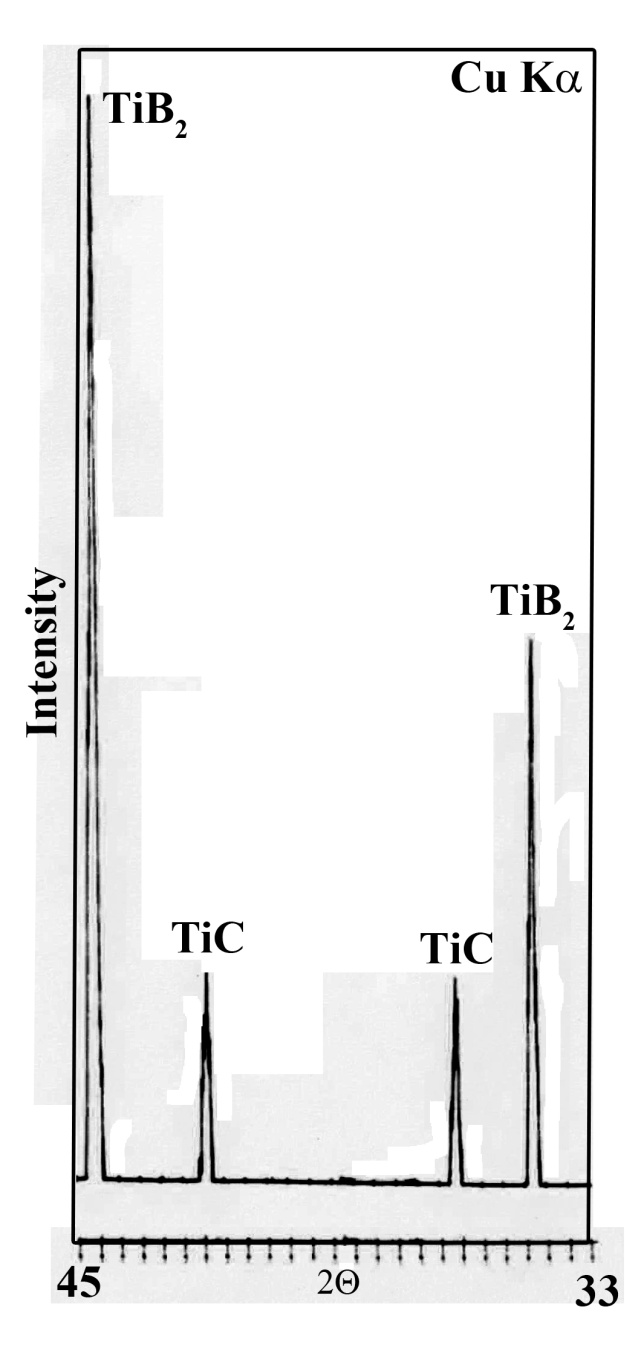 Cu Kα
TiB₂
Intensity
TiB₂
TiC
TiC
45
2Θ
33